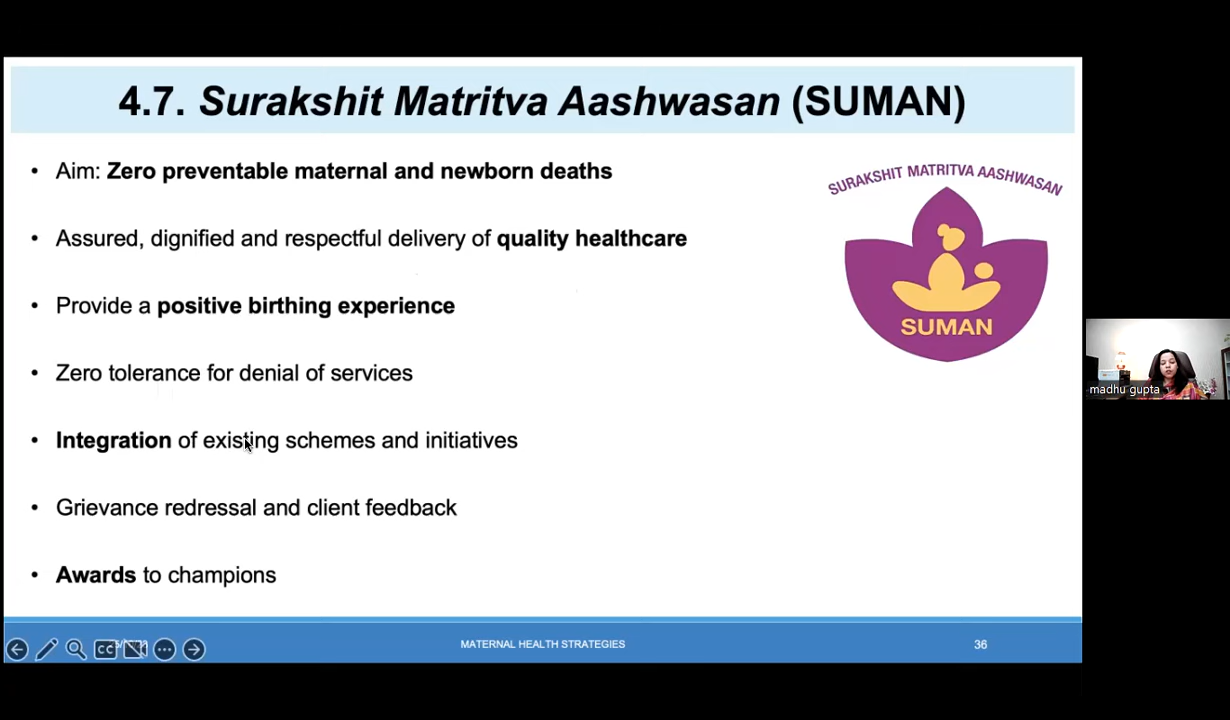 4.7. Surakshit Matritva Aashwasan (SUMAN)
• Aim: Zero preventable maternal and newborn deaths
• Assured, dignified and respectful delivery of quality healthcare
• Provide a positive birthing experience
• Zero tolerance for denial of services
• Integration of existing schemes and initiatives
• Grievance redressal and client feedback
• Awards to champions
SURAKSHIT MATRITVA AASHWASAN
SUMAN
madhu gupta
CC
MATERNAL HEALTH STRATEGIES
36